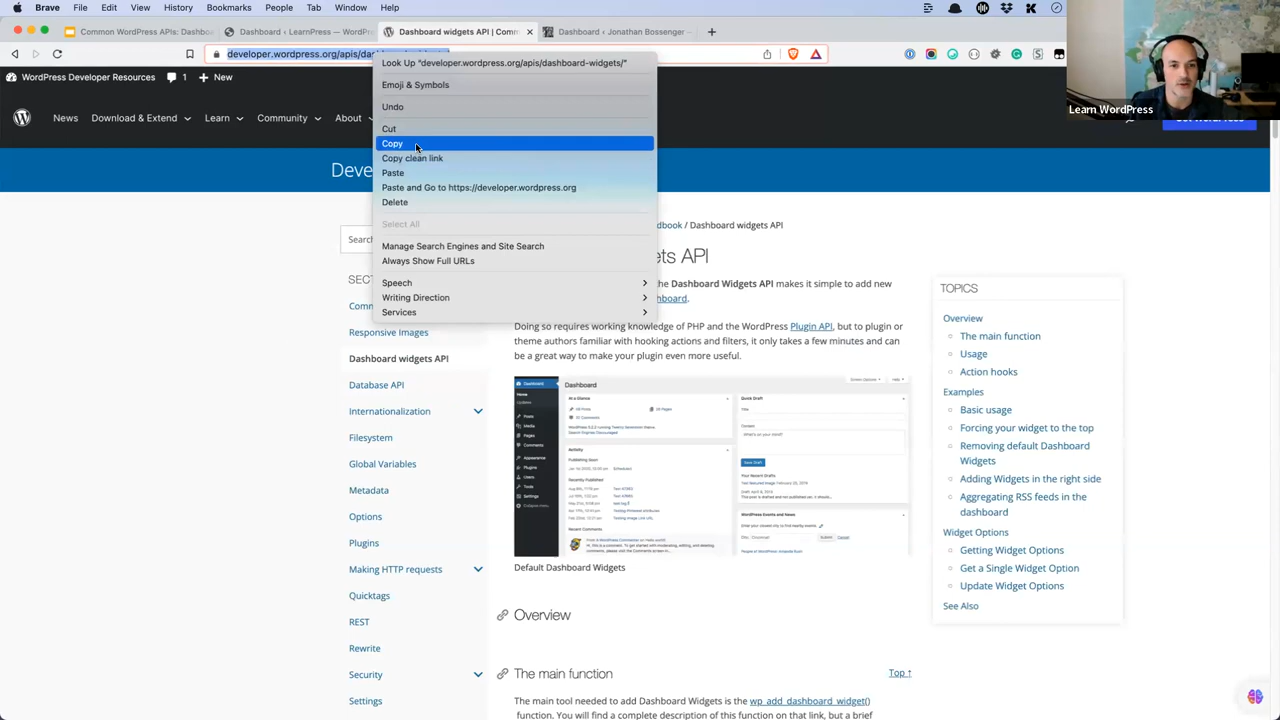 Brave File Edit View History Bookmarks People Tab Window Help
Common WordPress APIs: Dashbo
Dashboard ‹ LearnPress — WordPr
Dashboard widgets API | Comm
Dashboard ‹ Jonathan Bossenger —
developer.wordpress.org/apis/dashboard-widgets/
WordPress Developer Resources 1 New
News Download & Extend Learn Community About
Learn WordPress
Look Up "developer.wordpress.org/apis/dashboard-widgets/"
Emoji & Symbols
Undo
Cut
Copy
Copy clean link
Paste
Paste and Go to https://developer.wordpress.org
Delete
Select All
Manage Search Engines and Site Search
Always Show Full URLs
Speech
Writing Direction
Services
Deve
Search
SECT
Comm
Responsive Images
Dashboard widgets API
Database API
Internationalization
Filesystem
Global Variables
Metadata
Options
Plugins
Making HTTP requests
Quicktags
REST
Rewrite
Security
Settings
dbook / Dashboard widgets API
ets API
the Dashboard Widgets API makes it simple to add new
hboard.
Doing so requires working knowledge of PHP and the WordPress Plugin API, but to plugin or
theme authors familiar with hooking actions and filters, it only takes a few minutes and can
be a great way to make your plugin even more useful.
Dashboard
At a Glance
Activity
Quick Draft
Default Dashboard Widgets
Overview
The main function
Top ↑
The main tool needed to add Dashboard Widgets is the wp_add_dashboard_widget()
function. You will find a complete description of this function on that link, but a brief
TOPICS
Overview
The main function
Usage
Action hooks
Examples
Basic usage
Forcing your widget to the top
Removing default Dashboard
Widgets
Adding Widgets in the right side
Aggregating RSS feeds in the
dashboard
Widget Options
Getting Widget Options
Get a Single Widget Option
Update Widget Options
See Also